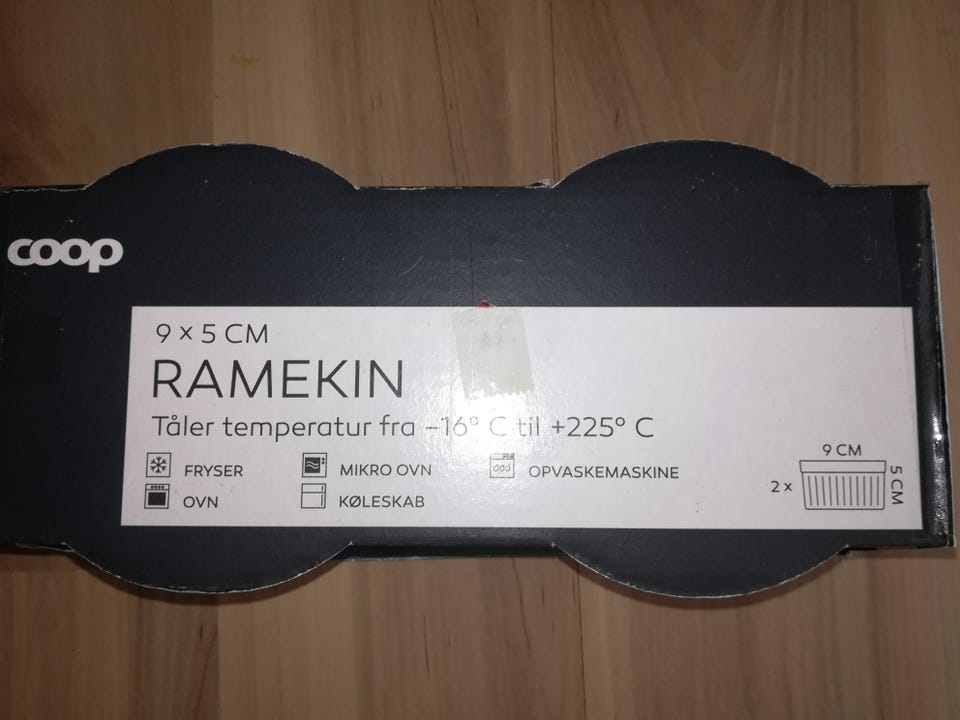 coop
9 x 5 CM
RAMEKIN
Tåler temperatur fra -16° C til +225° C
FRYSER
MIKRO OVN
OPVASKEMASKINE
OVN
KØLESKAB
9 CM
2 x
5 CM